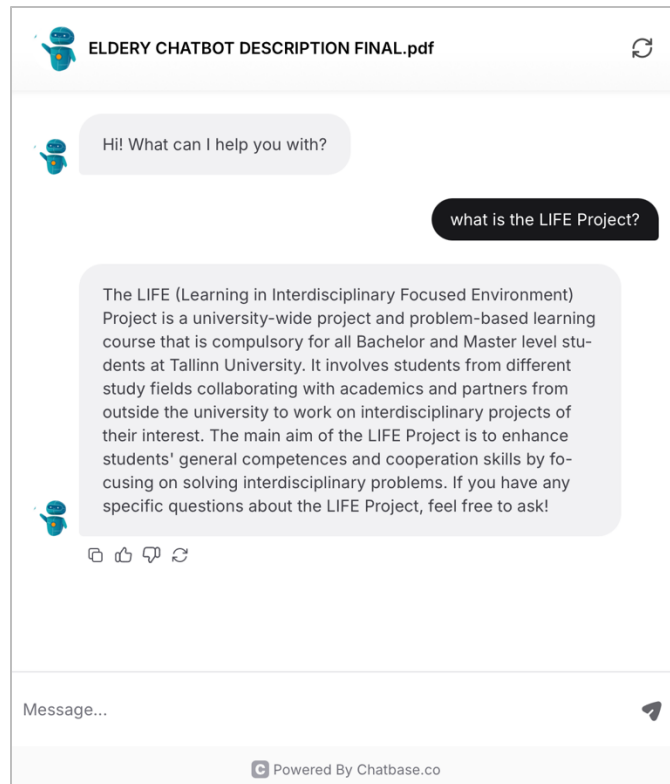 ELDERY CHATBOT DESCRIPTION FINAL.pdf
Hi! What can I help you with?
what is the LIFE Project?
The LIFE (Learning in Interdisciplinary Focused Environment)
Project is a university-wide project and problem-based learning
course that is compulsory for all Bachelor and Master level stu-
dents at Tallinn University. It involves students from different
study fields collaborating with academics and partners from
outside the university to work on interdisciplinary projects of
their interest. The main aim of the LIFE Project is to enhance
students' general competences and cooperation skills by fo-
cusing on solving interdisciplinary problems. If you have any
specific questions about the LIFE Project, feel free to ask!
Message...
C Powered By Chatbase.co